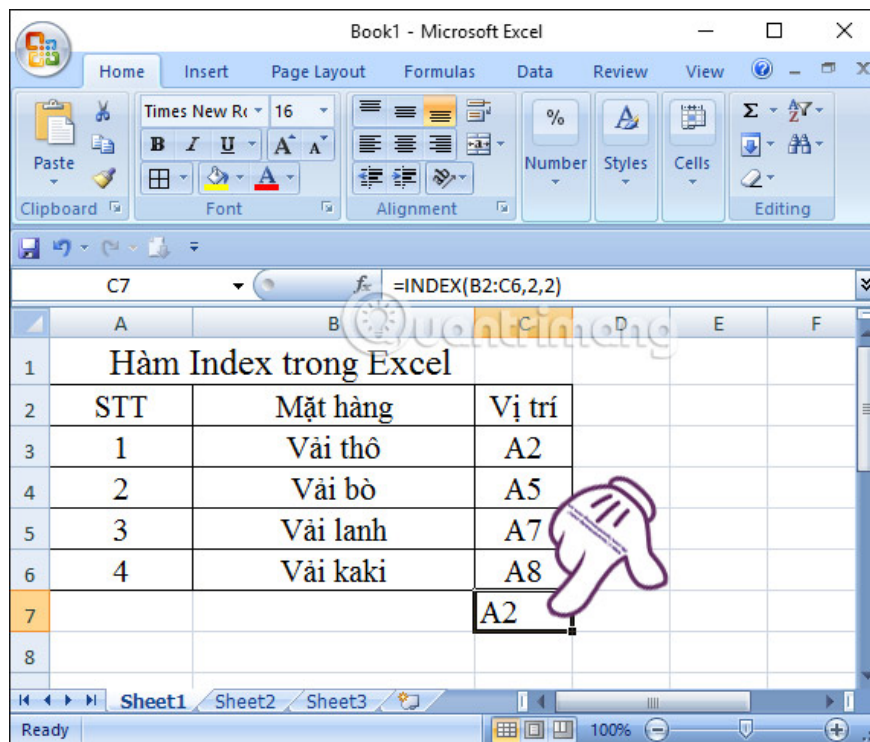 Book1 - Microsoft Excel
Home Insert Page Layout Formulas Data Review View
Times New Ro 16
B I U A A
% A Σ
Paste Number Styles Cells
Clipboard Font Alignment Editing
C7 fx =INDEX(B2:C6,2,2)
Quantrimang
A B C D E F
1 Hàm Index trong Excel
2 STT Mặt hàng Vị trí
3 1 Vải thô A2
4 2 Vải bò A5
5 3 Vải lanh A7
6 4 Vải kaki A8
7 A2
8
Sheet1 Sheet2 Sheet3
Ready 100%